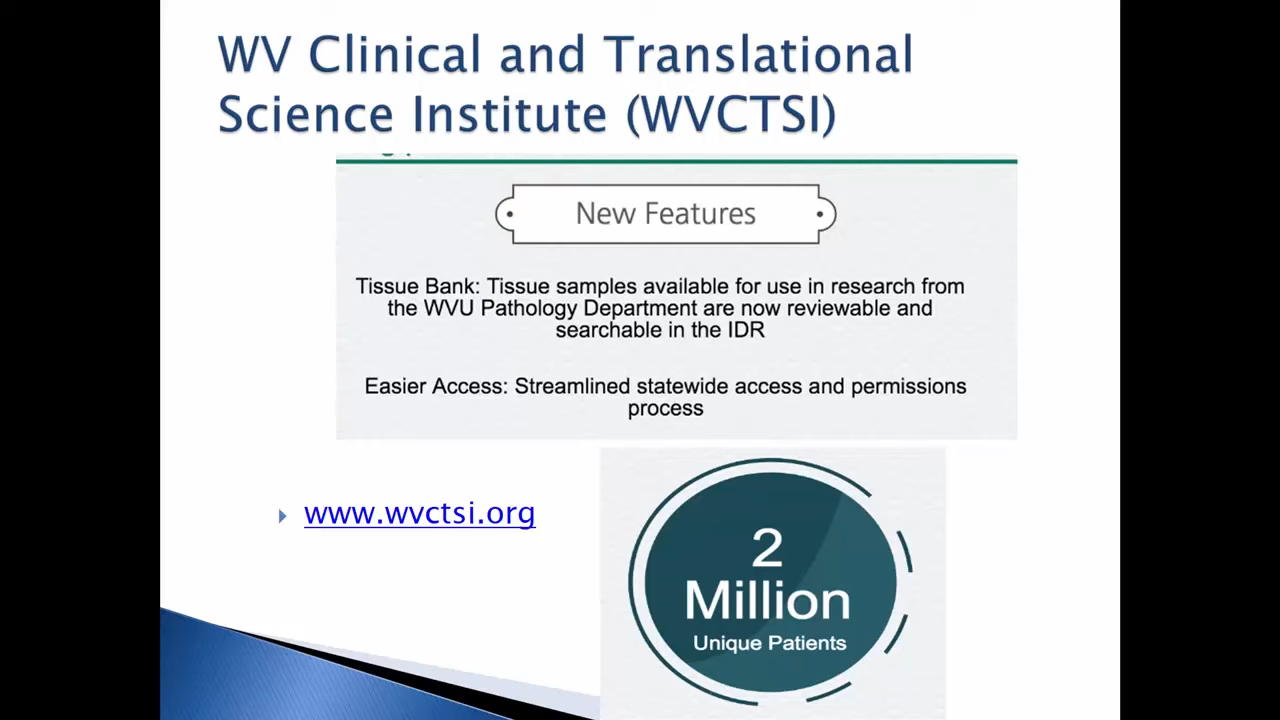 WV Clinical and Translational
Science Institute (WVCTSI)
New Features
Tissue Bank: Tissue samples available for use in research from
the WVU Pathology Department are now reviewable and
searchable in the IDR
Easier Access: Streamlined statewide access and permissions
process
www.wvctsi.org
2
Million
Unique Patients